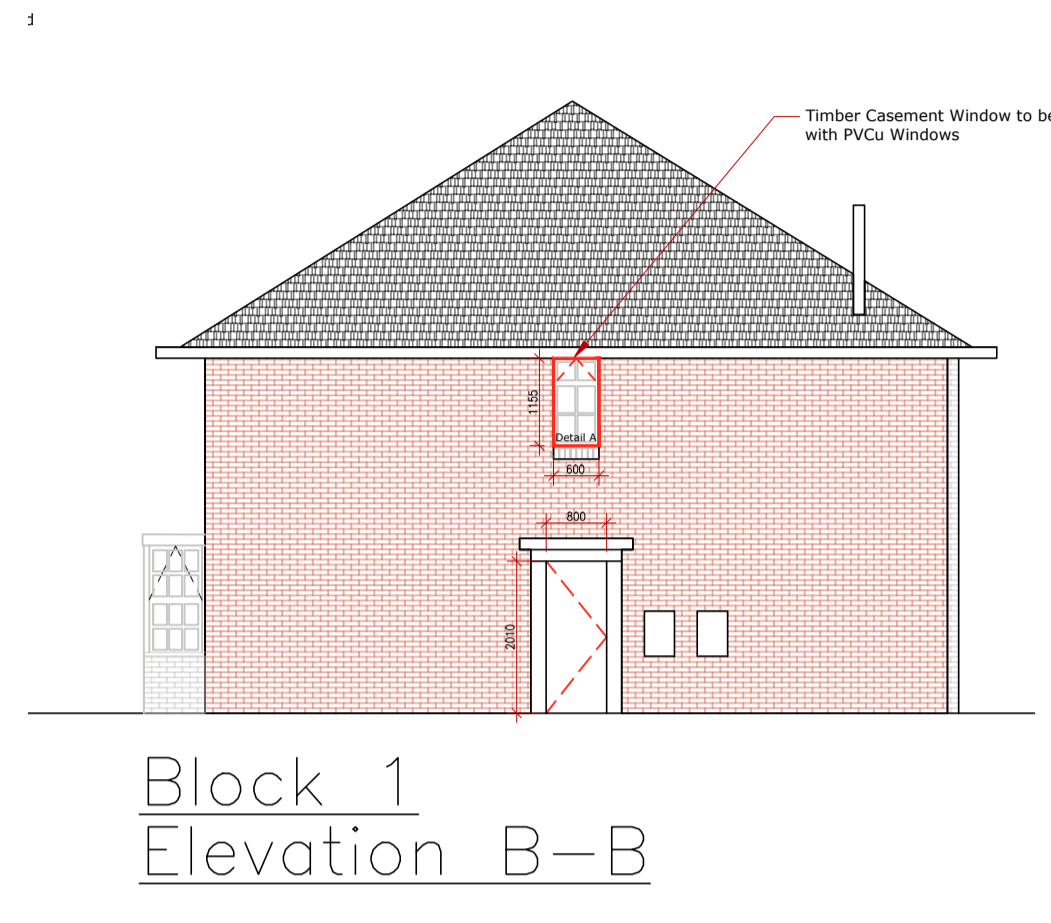 Timber Casement Window to be
with PVCu Windows
1155
Detail A
600
800
2010
Block 1
Elevation B-B